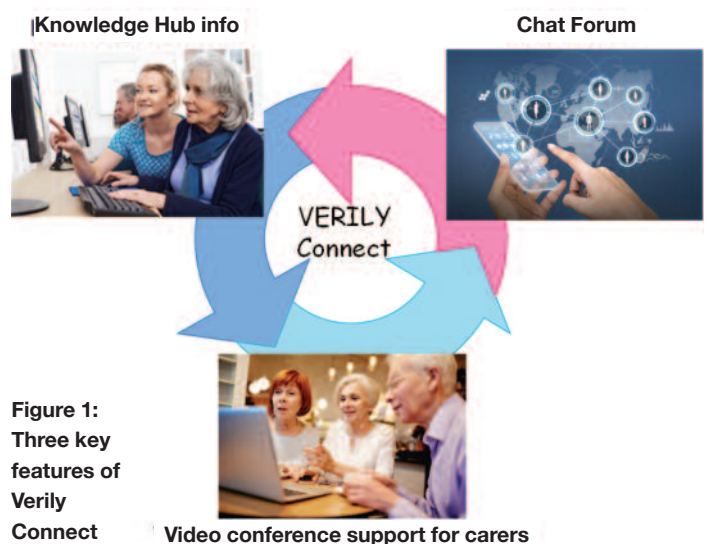 Knowledge Hub info
Chat Forum
VERILY
Connect
Figure 1:
Three key
features of
Verily
Connect
Video conference support for carers